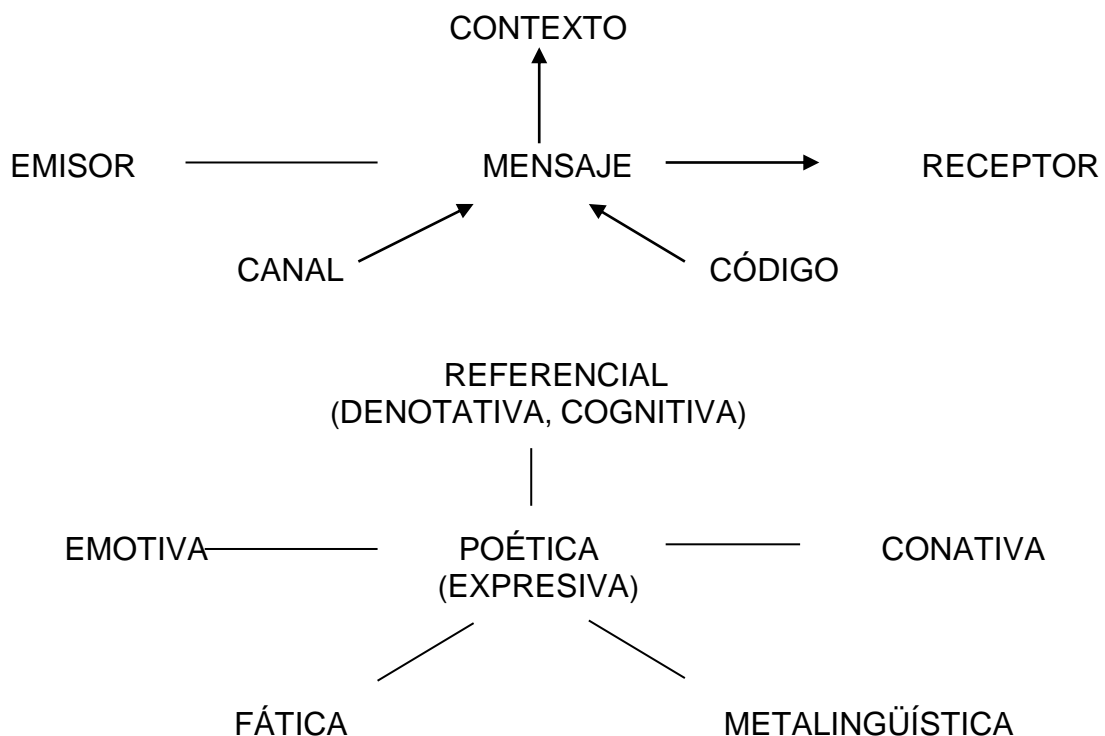 CONTEXTO
EMISOR MENSAJE RECEPTOR
CANAL CÓDIGO
REFERENCIAL
(DENOTATIVA, COGNITIVA)
EMOTIVA POÉTICA CONATIVA
(EXPRESIVA)
FÁTICA METALINGÜÍSTICA